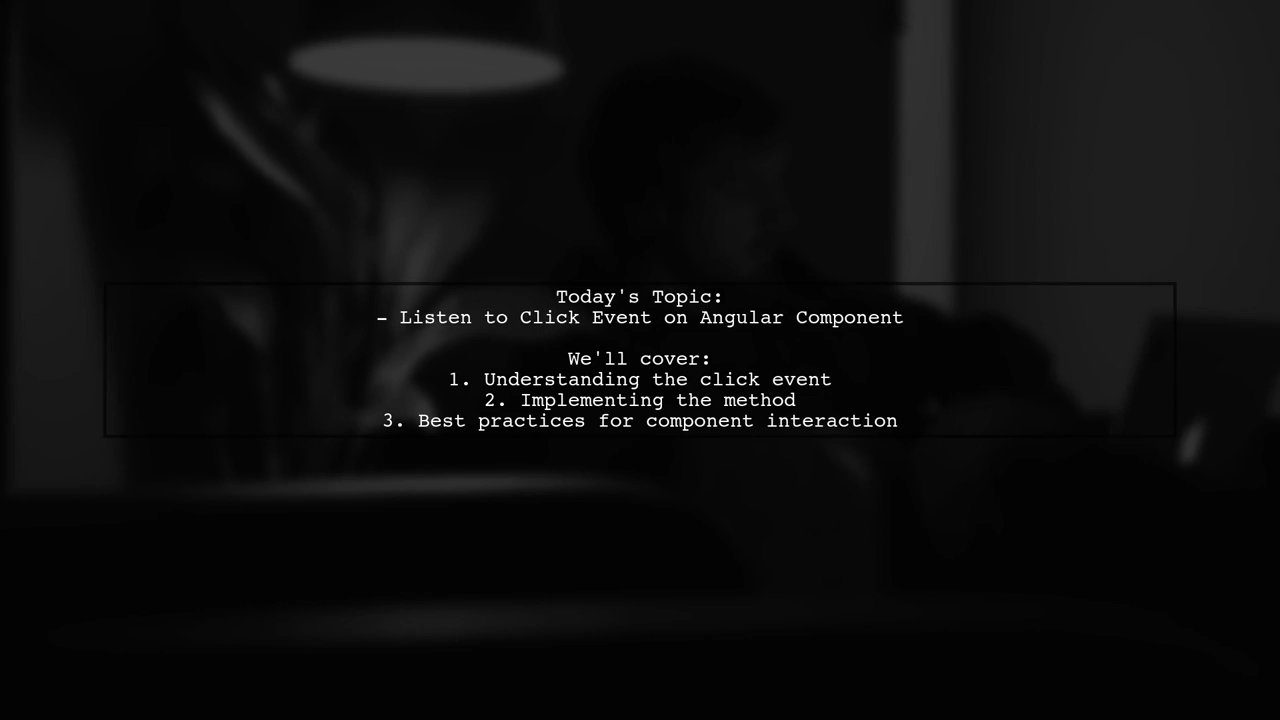 Today's Topic:
– Listen to Click Event on Angular Component
We'll cover:
1. Understanding the click event
2. Implementing the method
3. Best practices for component interaction